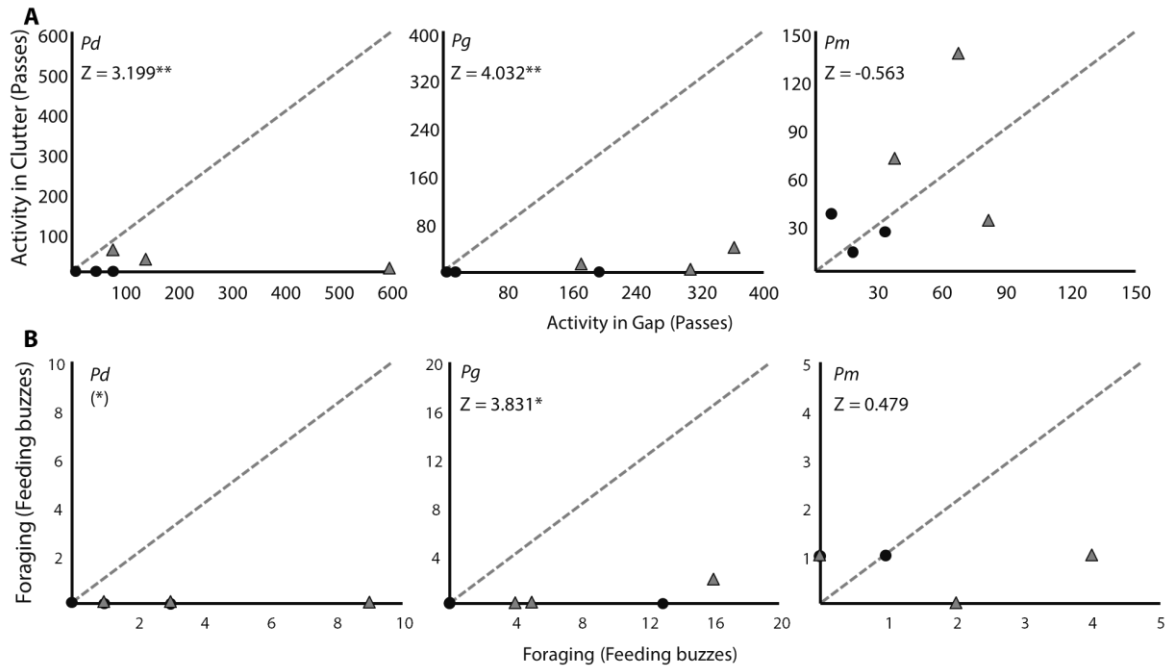 A
Activity in Clutter (Passes)
Pd
Z = 3.199**
600
500
400
300
200
100
100 200 300 400 500 600
Pg
Z = 4.032**
400
320
240
160
80
80 160 240 320 400
Pm
Z = -0.563
150
120
90
60
30
30 60 90 120 150
Activity in Gap (Passes)
B
Foraging (Feeding buzzes)
Pd
(*)
10
8
6
4
2
2 4 6 8 10
Pg
Z = 3.831*
20
16
12
8
4
4 8 12 16 20
Pm
Z = 0.479
5
4
3
2
1
1 2 3 4 5
Foraging (Feeding buzzes)